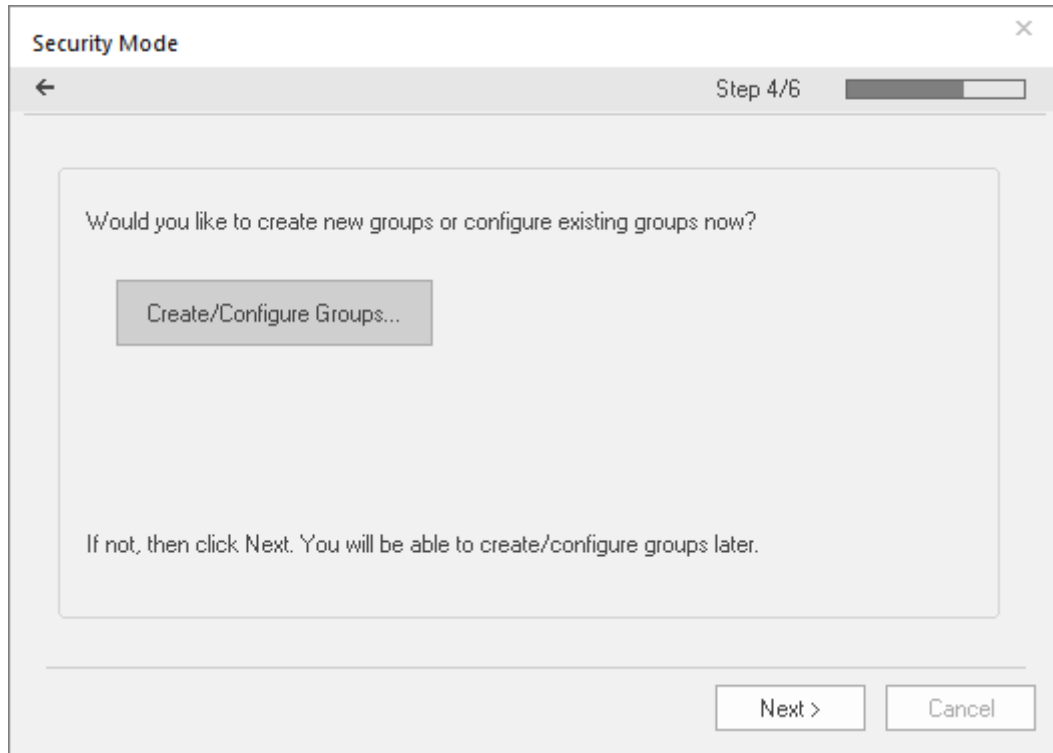 Security Mode
Step 4/6
Would you like to create new groups or configure existing groups now?
Create/Configure Groups...
If not, then click Next. You will be able to create/configure groups later.
Next >
Cancel